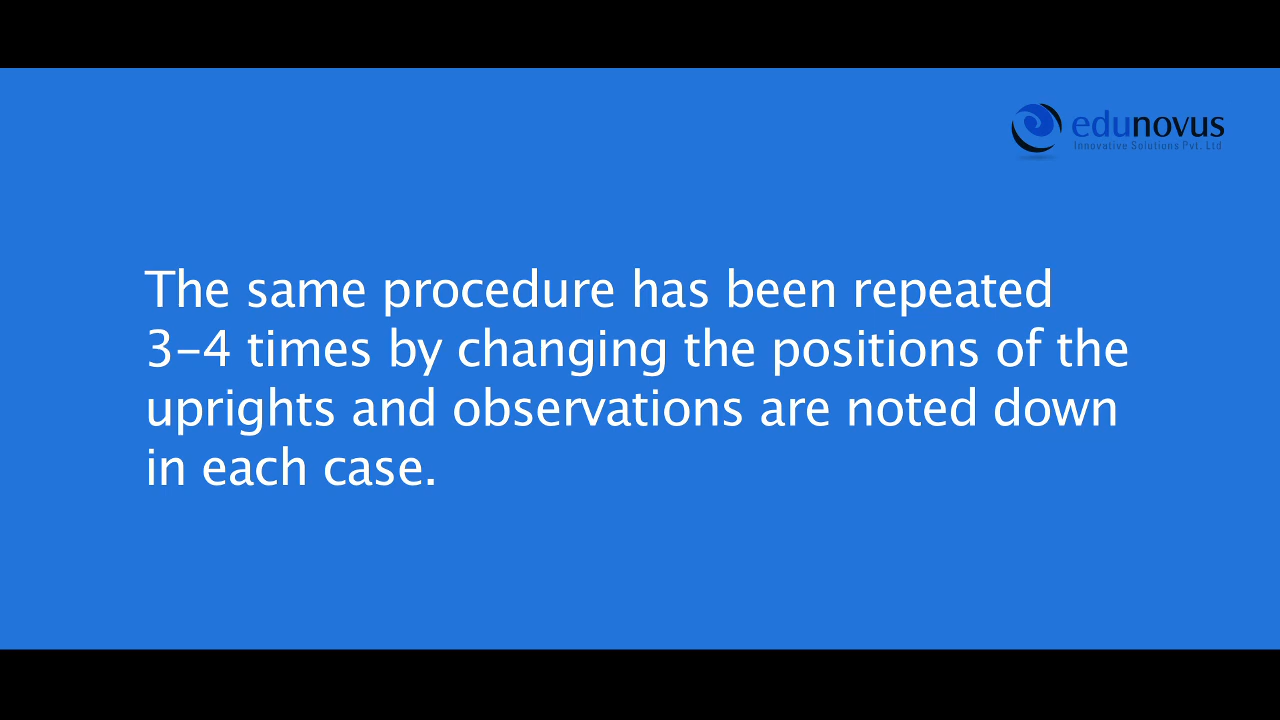 edunovus
Innovative Solutions Pvt. Ltd
The same procedure has been repeated
3–4 times by changing the positions of the
uprights and observations are noted down
in each case.